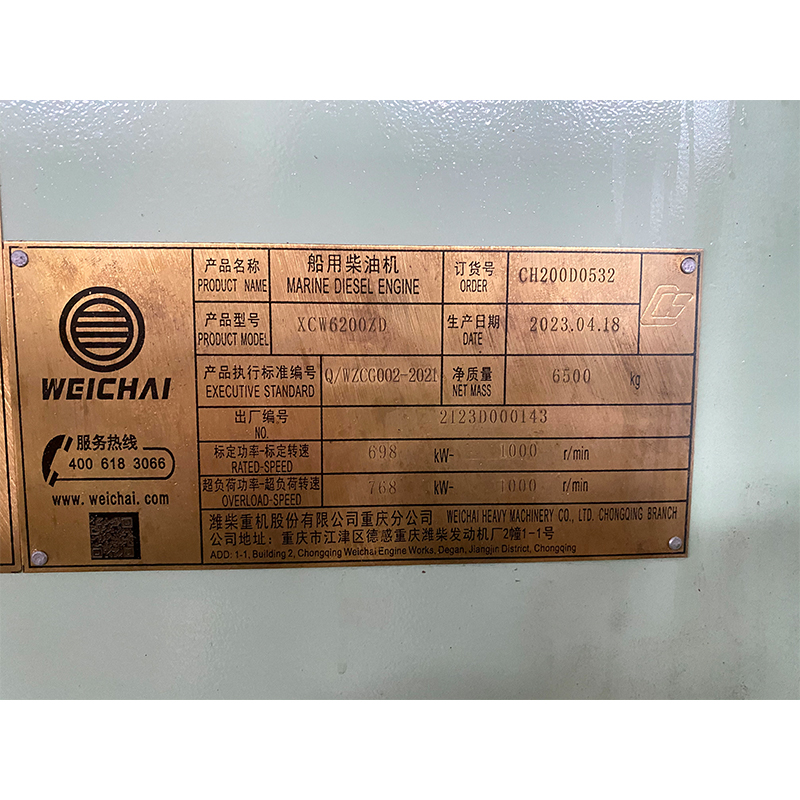 WEICHAI
服务热线
400 618 3066
www.weichai.com
产品名称 船用柴油机 订货号 CH200D0532
PRODUCT NAME MARINE DIESEL ENGINE ORDER
产品型号 XCW6200ZD 生产日期 2023.04.18
PRODUCT MODEL DATE
产品执行标准编号 Q/WZCG002-2021 净质量 6500 kg
EXECUTIVE STANDARD NET MASS
出厂编号 2123D000143
NO.
标定功率-标定转速 698 kW- 1000 r/min
RATED-SPEED
超负荷功率-超负荷转速 768 kW- 1000 r/min
OVERLOAD-SPEED
潍柴重机股份有限公司重庆分公司 WEICHAI HEAVY MACHINERY CO., LTD. CHONGQING BRANCH
公司地址：重庆市江津区德感重庆潍柴发动机厂2幢1-1号
ADD: 1-1, Building 2, Chongqing Weichai Engine Works, Degan, Jiangjin District, Chongqing